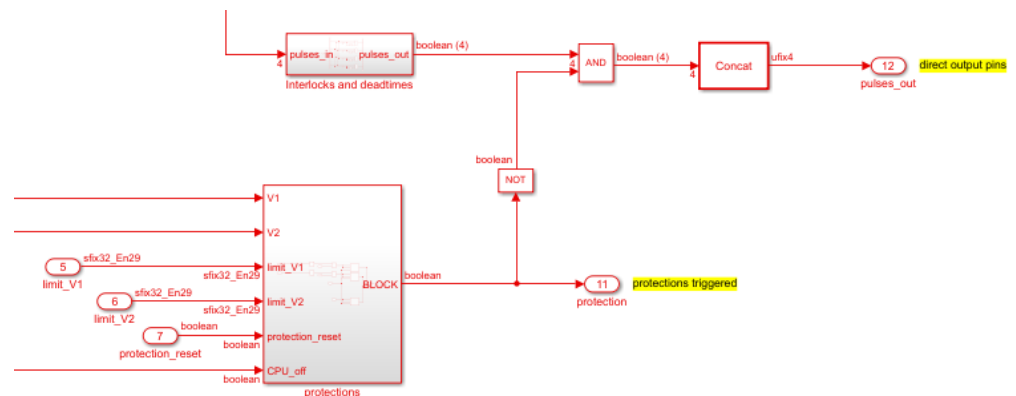 pulses_in
pulses_out
4
Interlocks and deadtimes
boolean (4)
4
AND
boolean (4)
4
Concat
ufix4
12
pulses_out
direct output pins
boolean
NOT
V1
V2
5
limit_V1
sfix32_En29
sfix32_En29
limit_V1
6
limit_V2
sfix32_En29
sfix32_En29
limit_V2
7
protection_reset
boolean
boolean
protection_reset
boolean
CPU_off
BLOCK
protections
boolean
11
protection
protections triggered